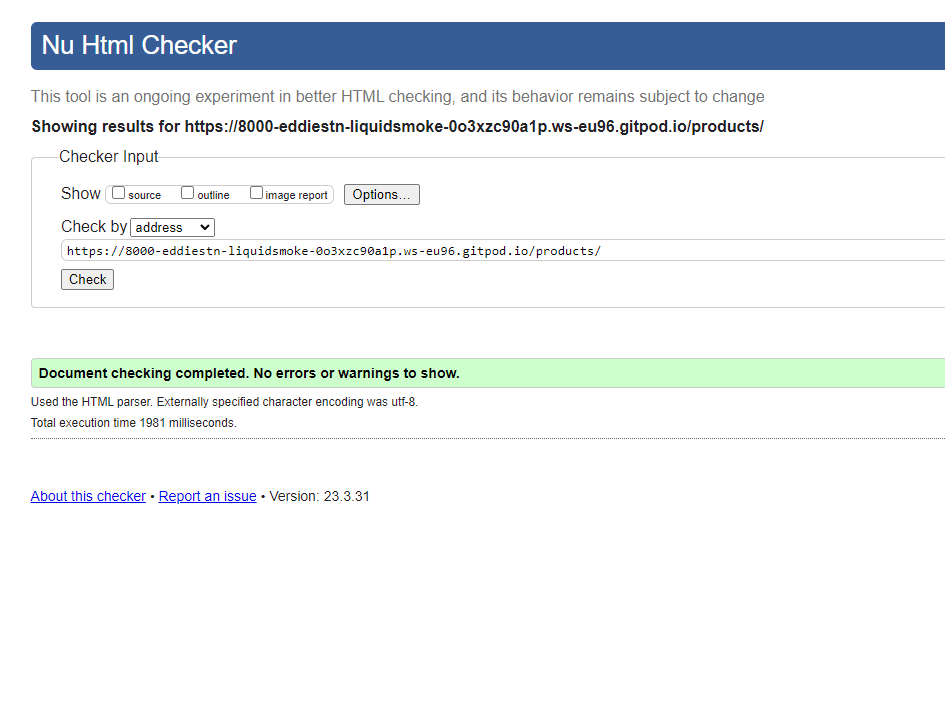 Nu Html Checker
This tool is an ongoing experiment in better HTML checking, and its behavior remains subject to change
Showing results for https://8000-eddiestn-liquidsmoke-0o3xzc90a1p.ws-eu96.gitpod.io/products/
Checker Input
Show source outline image report Options...
Check by address
https://8000-eddiestn-liquidsmoke-0o3xzc90a1p.ws-eu96.gitpod.io/products/
Check
Document checking completed. No errors or warnings to show.
Used the HTML parser. Externally specified character encoding was utf-8.
Total execution time 1981 milliseconds.
About this checker • Report an issue • Version: 23.3.31